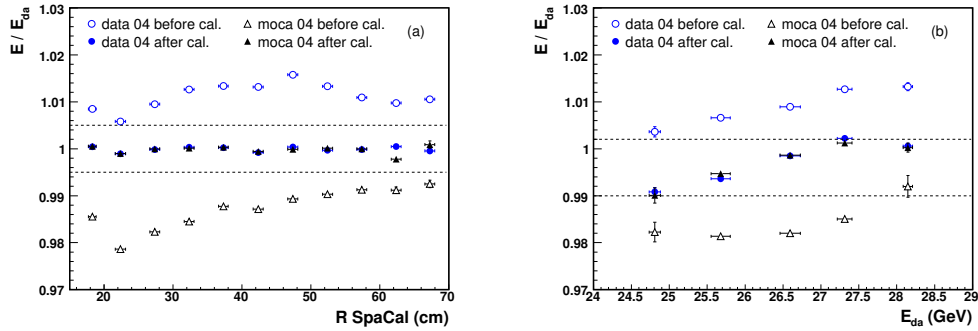 E / E_da
1.03
1.02
1.01
1
0.99
0.98
0.97
data 04 before cal.
data 04 after cal.
moca 04 before cal.
moca 04 after cal.
(a)
20 30 40 50 60 70
R SpaCal (cm)
E / E_da
1.03
1.02
1.01
1
0.99
0.98
0.97
data 04 before cal.
data 04 after cal.
moca 04 before cal.
moca 04 after cal.
(b)
24 24.5 25 25.5 26 26.5 27 27.5 28 28.5 29
E_da (GeV)